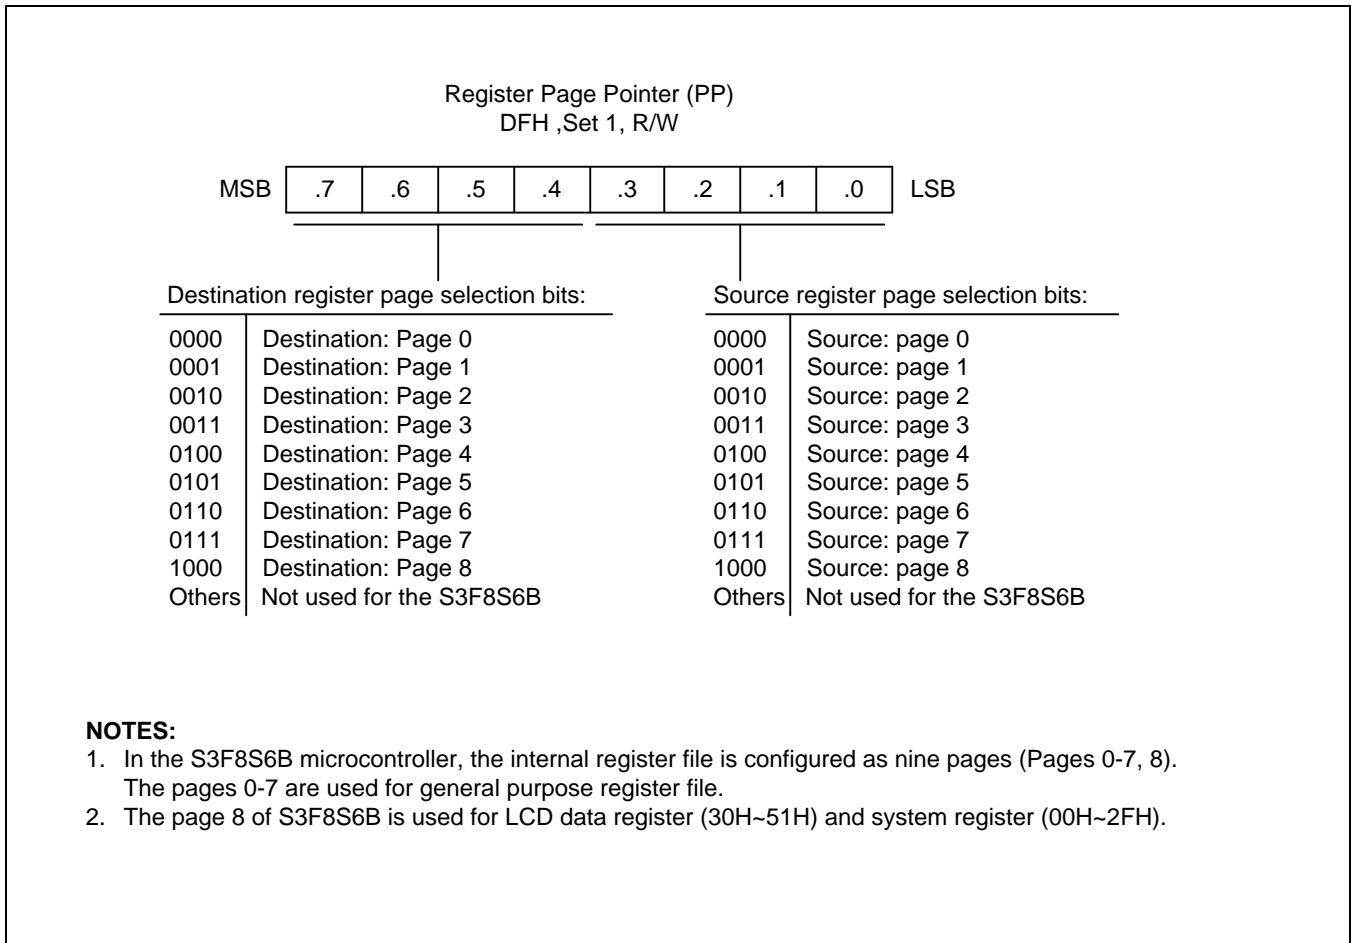 Register Page Pointer (PP)
DFH ,Set 1, R/W
MSB .7 .6 .5 .4 .3 .2 .1 .0 LSB
Destination register page selection bits:
0000 Destination: Page 0
0001 Destination: Page 1
0010 Destination: Page 2
0011 Destination: Page 3
0100 Destination: Page 4
0101 Destination: Page 5
0110 Destination: Page 6
0111 Destination: Page 7
1000 Destination: Page 8
Others Not used for the S3F8S6B
Source register page selection bits:
0000 Source: page 0
0001 Source: page 1
0010 Source: page 2
0011 Source: page 3
0100 Source: page 4
0101 Source: page 5
0110 Source: page 6
0111 Source: page 7
1000 Source: page 8
Others Not used for the S3F8S6B
NOTES:
1. In the S3F8S6B microcontroller, the internal register file is configured as nine pages (Pages 0-7, 8).
The pages 0-7 are used for general purpose register file.
2. The page 8 of S3F8S6B is used for LCD data register (30H~51H) and system register (00H~2FH).